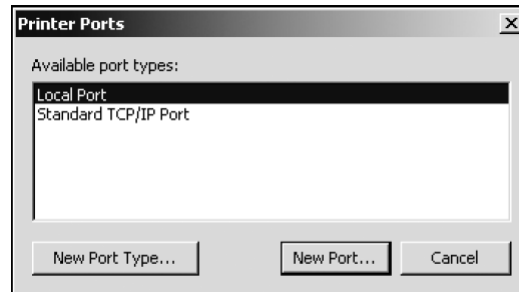 Printer Ports
Available port types:
Local Port
Standard TCP/IP Port
New Port Type... New Port... Cancel